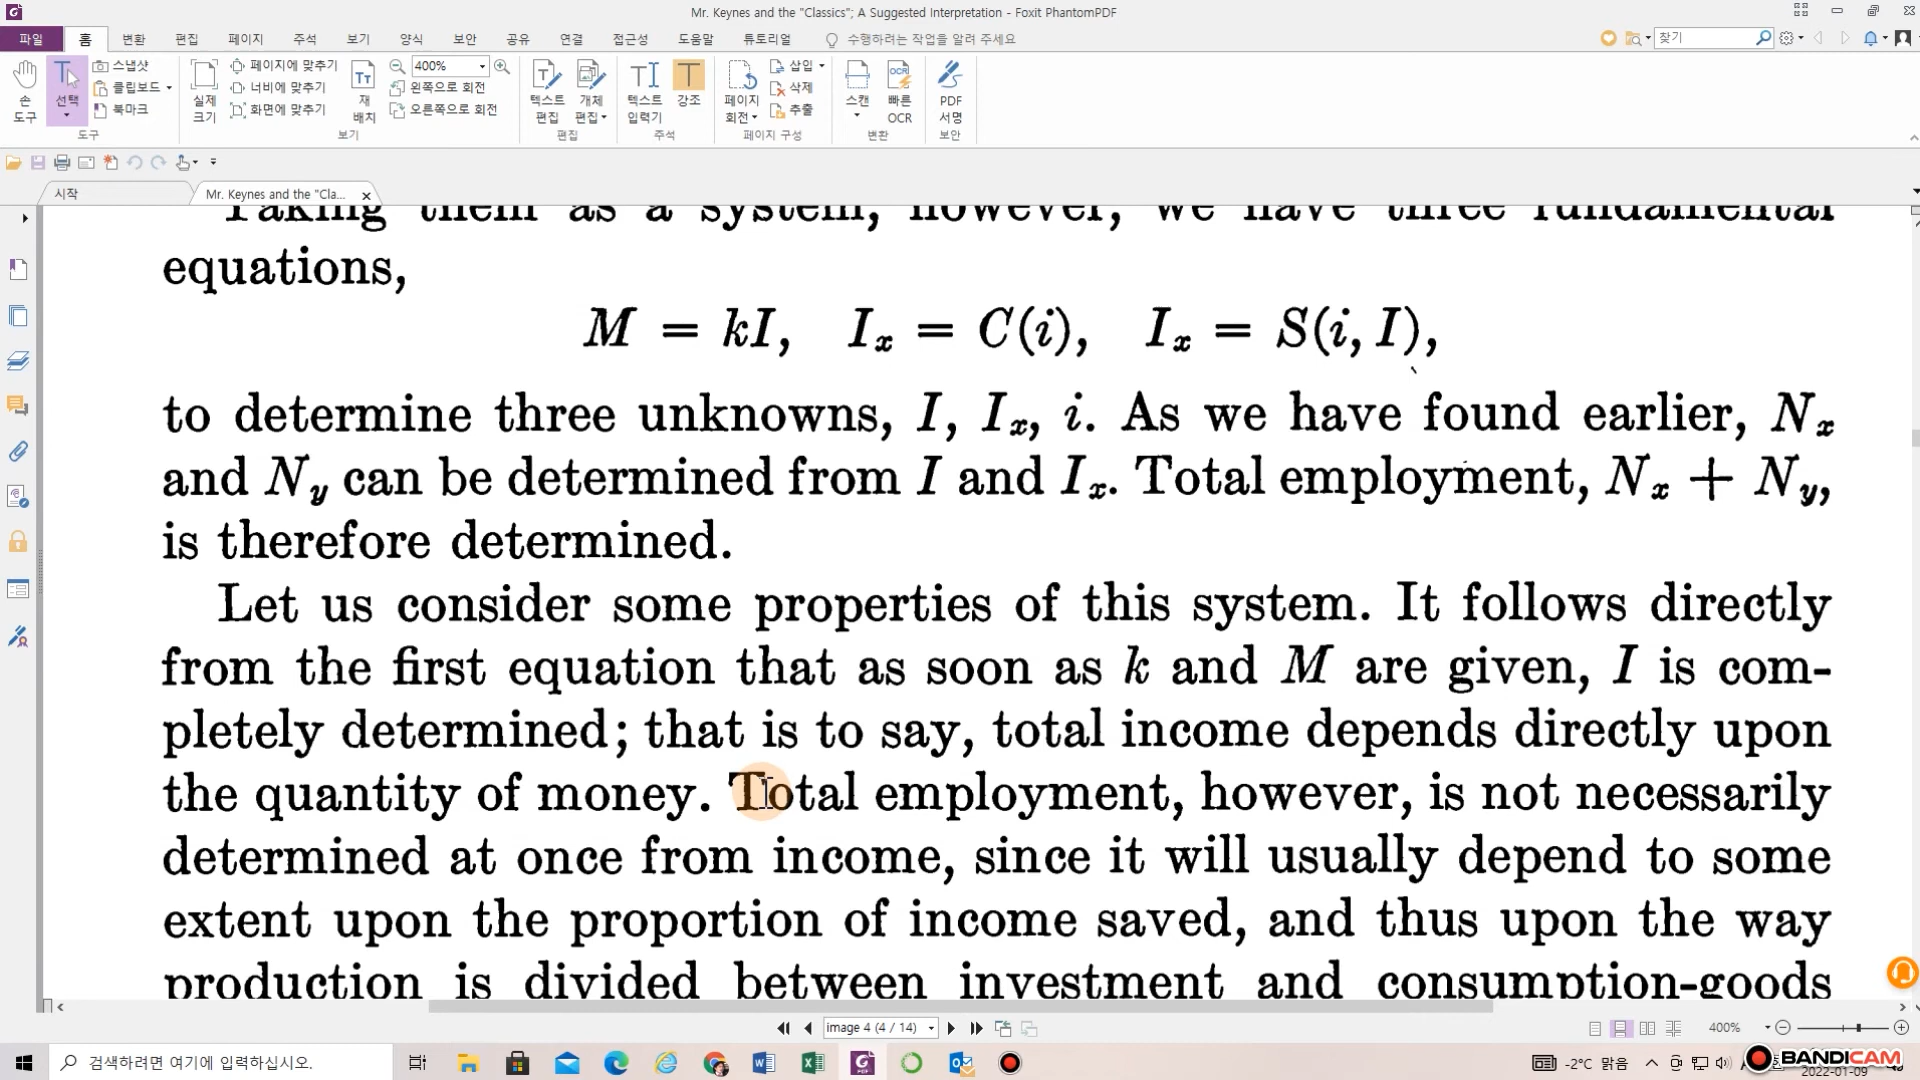 Mr. Keynes and the "Classics"; A Suggested Interpretation - Foxit PhantomPDF
파일 홈 변환 편집 페이지 주석 보기 양식 보안 공유 연결 접근성 도움말 튜토리얼 수행하려는 작업을 알려 주세요 찾기
손 도구
선택
스냅샷
클립보드
북마크
도구
실제 크기
페이지에 맞추기
너비에 맞추기
화면에 맞추기
재 배치
400%
왼쪽으로 회전
오른쪽으로 회전
보기
텍스트 편집
개체 편집
편집
텍스트 입력기
강조
주석
페이지 회전
삽입
삭제
추출
페이지 구성
스캔
빠른 OCR
변환
PDF 서명
보안
시작
Mr. Keynes and the "Cla...
Taking them as a system, however, we have three fundamental
equations,
M = kI, Iₓ = C(i), Iₓ = S(i, I),
to determine three unknowns, I, Iₓ, i. As we have found earlier, Nₓ
and N_y can be determined from I and Iₓ. Total employment, Nₓ + N_y,
is therefore determined.
Let us consider some properties of this system. It follows directly
from the first equation that as soon as k and M are given, I is com-
pletely determined; that is to say, total income depends directly upon
the quantity of money. Total employment, however, is not necessarily
determined at once from income, since it will usually depend to some
extent upon the proportion of income saved, and thus upon the way
production is divided between investment and consumption-goods
image 4 (4 / 14)
400%
검색하려면 여기에 입력하십시오.
-2°C 맑음
BANDICAM
2022-01-09